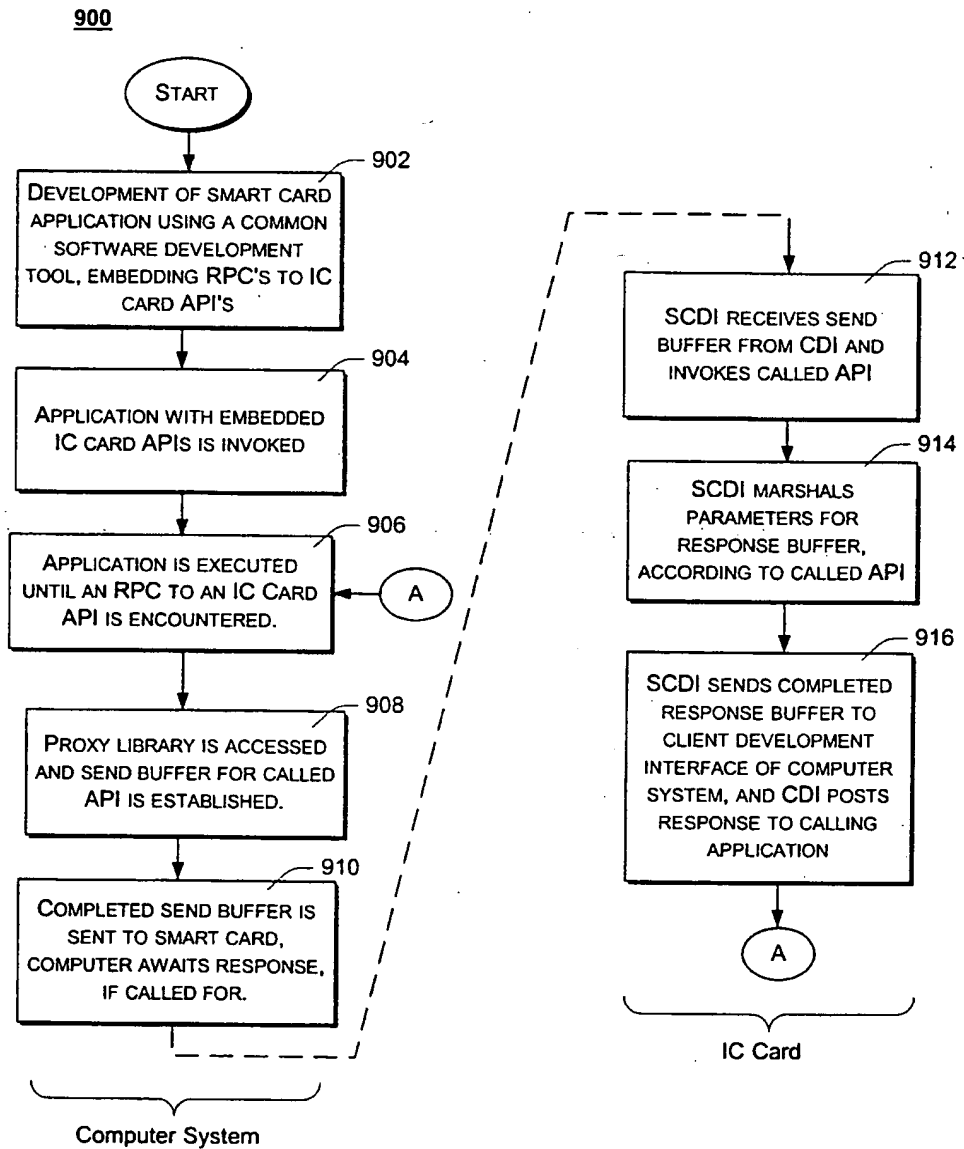 900
START
902
DEVELOPMENT OF SMART CARD
APPLICATION USING A COMMON
SOFTWARE DEVELOPMENT
TOOL, EMBEDDING RPC'S TO IC
CARD API'S
904
APPLICATION WITH EMBEDDED
IC CARD APIS IS INVOKED
906
APPLICATION IS EXECUTED
UNTIL AN RPC TO AN IC CARD
API IS ENCOUNTERED.
A
908
PROXY LIBRARY IS ACCESSED
AND SEND BUFFER FOR CALLED
API IS ESTABLISHED.
910
COMPLETED SEND BUFFER IS
SENT TO SMART CARD,
COMPUTER AWAITS RESPONSE,
IF CALLED FOR.
Computer System
912
SCDI RECEIVES SEND
BUFFER FROM CDI AND
INVOKES CALLED API
914
SCDI MARSHALS
PARAMETERS FOR
RESPONSE BUFFER,
ACCORDING TO CALLED API
916
SCDI SENDS COMPLETED
RESPONSE BUFFER TO
CLIENT DEVELOPMENT
INTERFACE OF COMPUTER
SYSTEM, AND CDI POSTS
RESPONSE TO CALLING
APPLICATION
A
IC Card